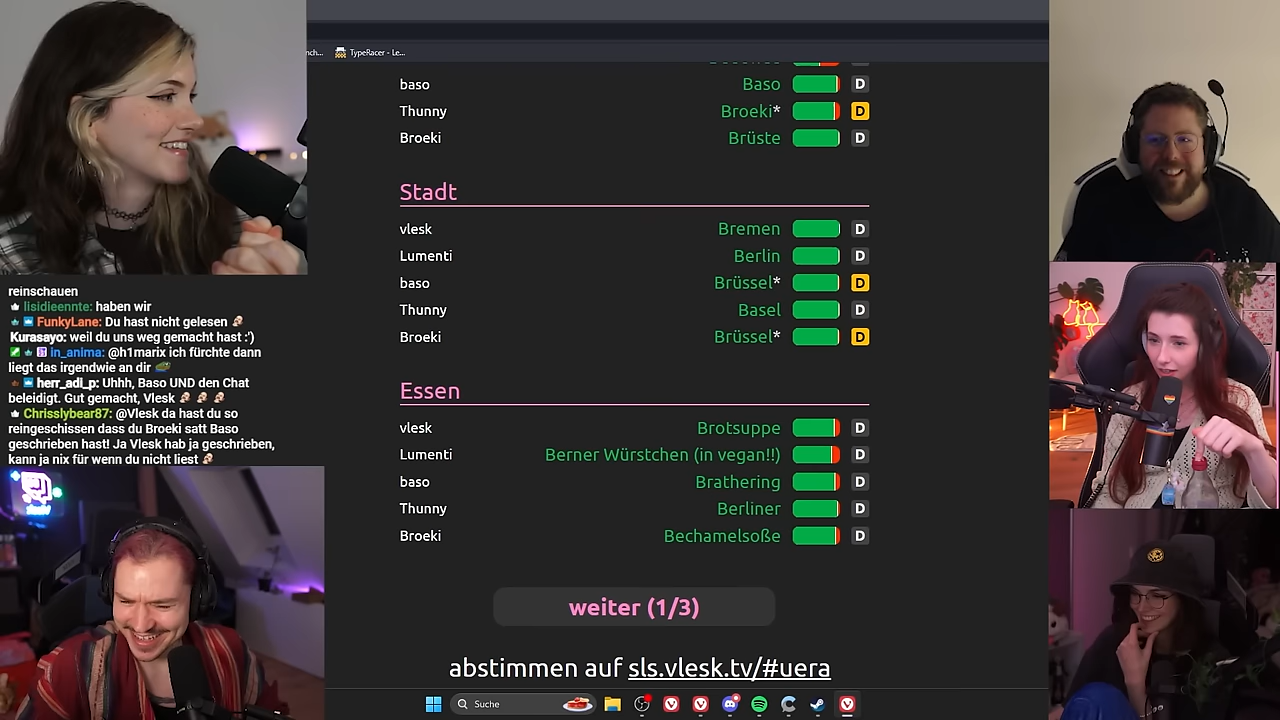 nch...
TypeRacer - Le...
baso Baso D
Thunny Broeki* D
Broeki Brüste D
Stadt
vlesk Bremen D
Lumenti Berlin D
baso Brüssel* D
Thunny Basel D
Broeki Brüssel* D
Essen
vlesk Brotsuppe D
Lumenti Berner Würstchen (in vegan!!) D
baso Brathering D
Thunny Berliner D
Broeki Bechamelsoße D
weiter (1/3)
abstimmen auf sls.vlesk.tv/#uera
Suche
reinschauen
lisidieennte: haben wir
FunkyLane: Du hast nicht gelesen
Kurasayo: weil du uns weg gemacht hast :')
in_anima: @h1marix ich fürchte dann
liegt das irgendwie an dir
herr_adi_p: Uhhh, Baso UND den Chat
beleidigt. Gut gemacht, Vlesk
Chrisslybear87: @Vlesk da hast du so
reingeschissen dass du Broeki satt Baso
geschrieben hast! Ja Vlesk hab ja geschrieben,
kann ja nix für wenn du nicht liest